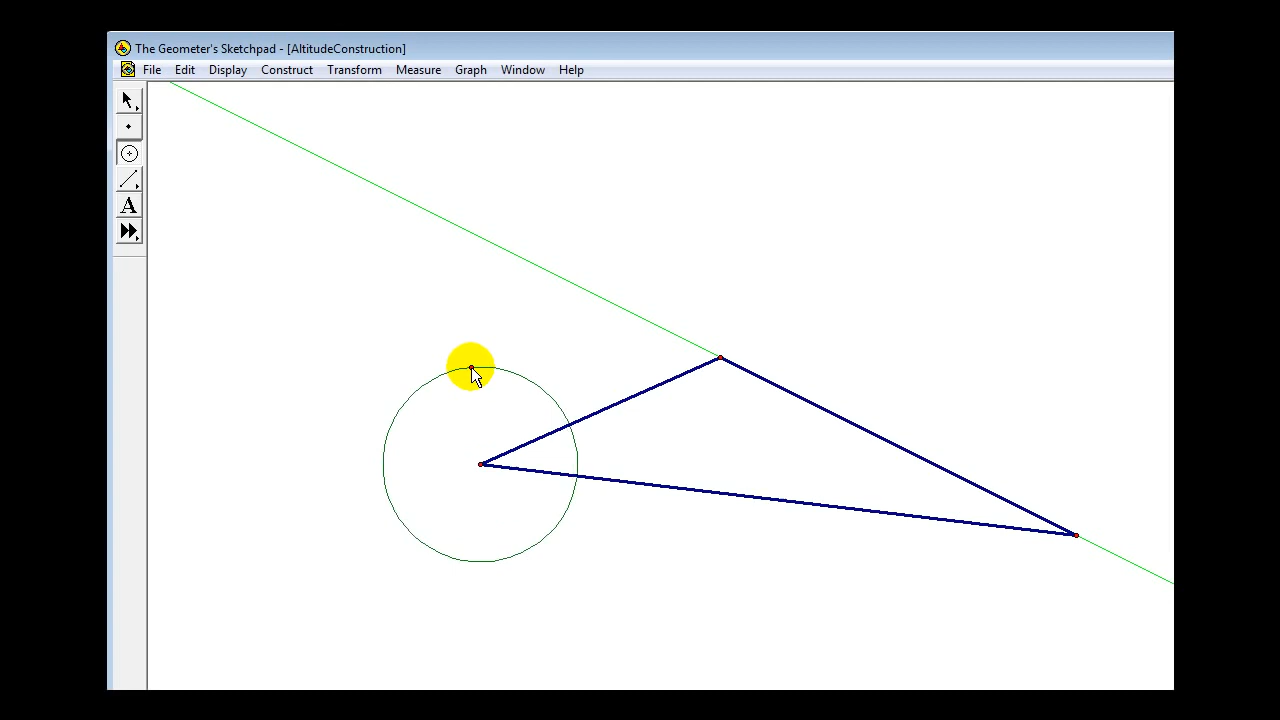 The Geometer's Sketchpad - [AltitudeConstruction]
File Edit Display Construct Transform Measure Graph Window Help
A